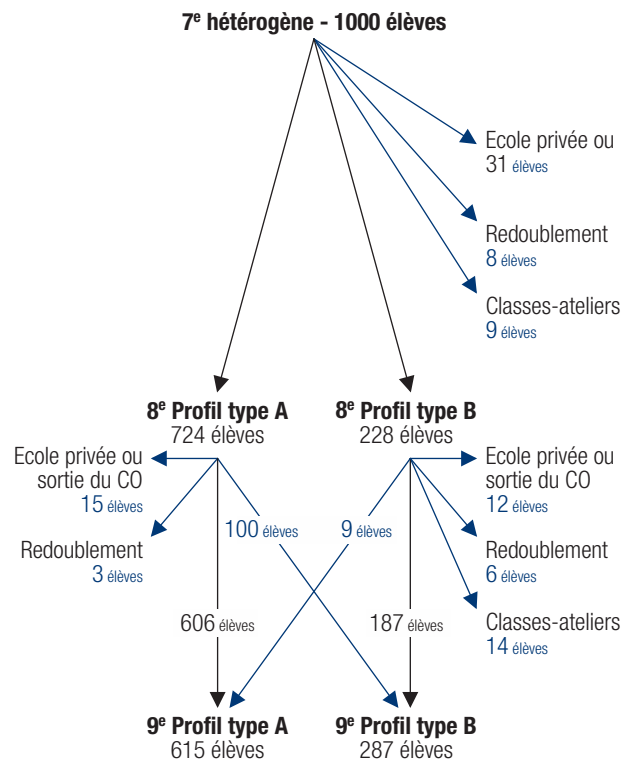 7e hétérogène - 1000 élèves
Ecole privée ou
31 élèves
Redoublement
8 élèves
Classes-ateliers
9 élèves
8e Profil type A
724 élèves
8e Profil type B
228 élèves
Ecole privée ou
sortie du CO
15 élèves
Redoublement
3 élèves
100 élèves
9 élèves
Ecole privée ou
sortie du CO
12 élèves
Redoublement
6 élèves
Classes-ateliers
14 élèves
606 élèves
187 élèves
9e Profil type A
615 élèves
9e Profil type B
287 élèves